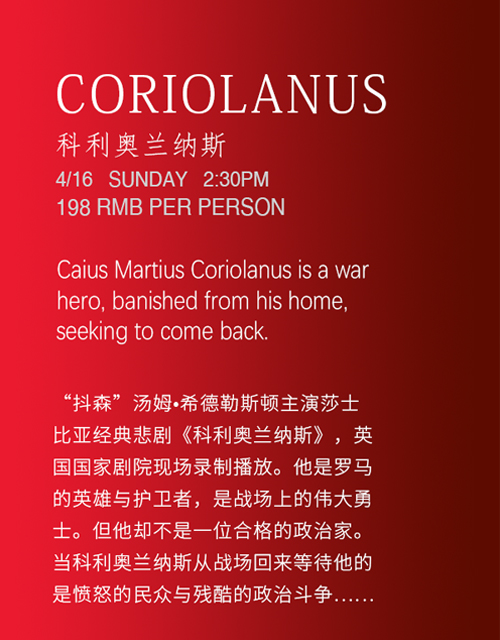 CORIOLANUS
科利奥兰纳斯
4/16 SUNDAY 2:30PM
198 RMB PER PERSON
Caius Martius Coriolanus is a war
hero, banished from his home,
seeking to come back.
“抖森”汤姆•希德勒斯顿主演莎士
比亚经典悲剧《科利奥兰纳斯》，英
国国家剧院现场录制播放。他是罗马
的英雄与护卫者，是战场上的伟大勇
士。但他却不是一位合格的政治家。
当科利奥兰纳斯从战场回来等待他的
是愤怒的民众与残酷的政治斗争……